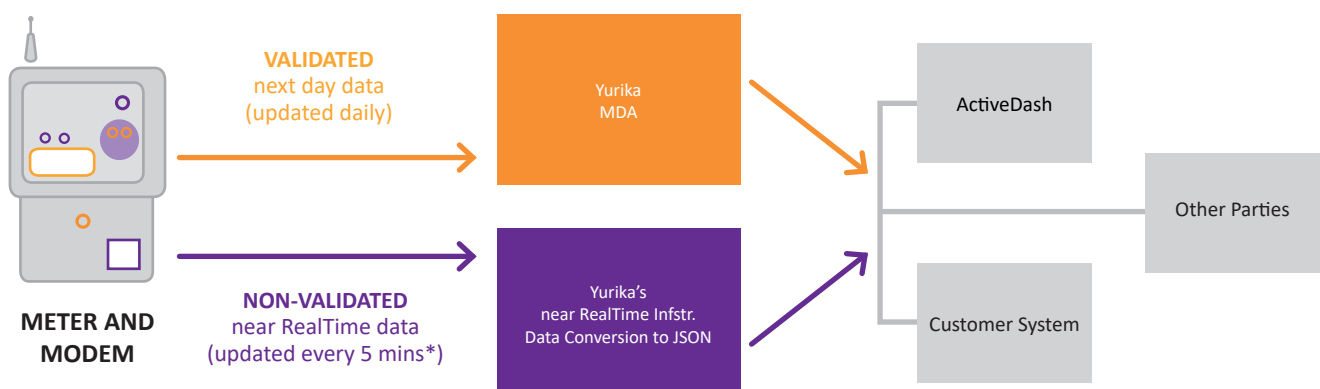 METER AND
MODEM
VALIDATED
next day data
(updated daily)
NON-VALIDATED
near RealTime data
(updated every 5 mins*)
Yurika
MDA
Yurika's
near RealTime Infstr.
Data Conversion to JSON
ActiveDash
Other Parties
Customer System